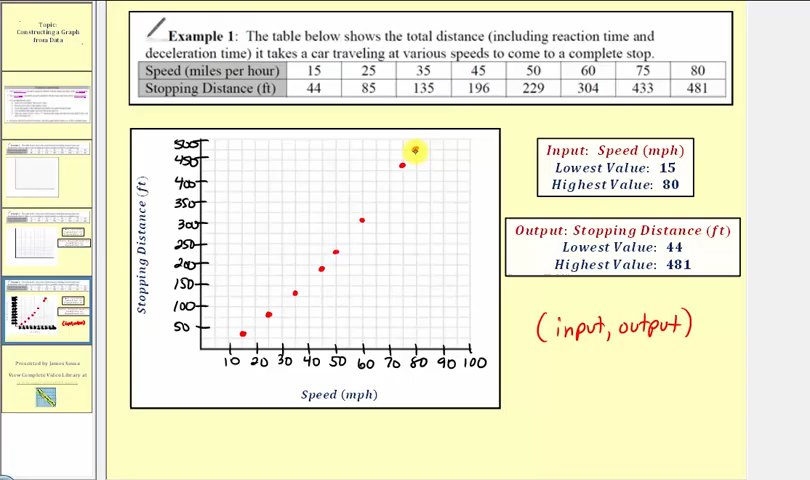 Topic:
Constructing a Graph
from Data
Example 1: The table below shows the total distance (including reaction time and
deceleration time) it takes a car traveling at various speeds to come to a complete stop.
Speed (miles per hour) 15 25 35 45 50 60 75 80
Stopping Distance (ft) 44 85 135 196 229 304 433 481
500
450
400
350
300
250
200
150
100
50
Stopping Distance (ft)
10 20 30 40 50 60 70 80 90 100
Speed (mph)
Input: Speed (mph)
Lowest Value: 15
Highest Value: 80
Output: Stopping Distance (ft)
Lowest Value: 44
Highest Value: 481
(input, output)
Presented by James Sousa
View Complete Video Library at